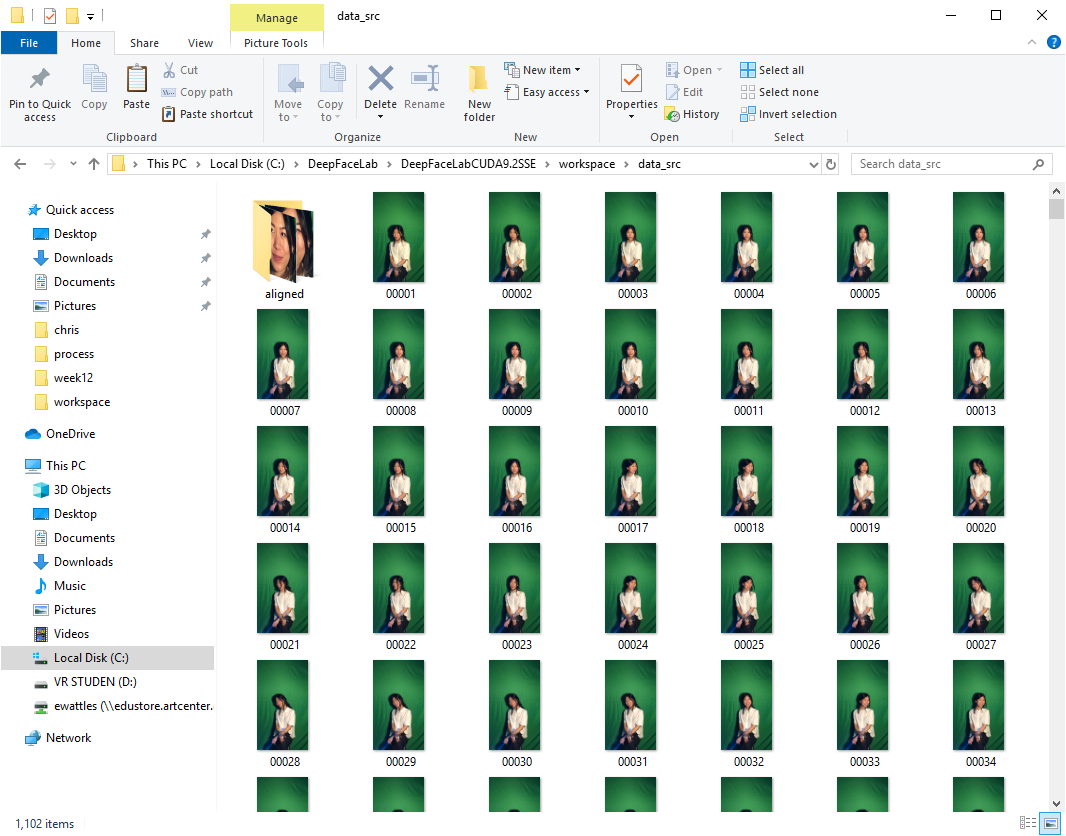 Manage
data_src
File
Home
Share
View
Picture Tools
Pin to Quick access
Copy
Paste
Cut
Copy path
Paste shortcut
Clipboard
Move to
Copy to
Delete
Rename
Organize
New folder
New item
Easy access
New
Properties
Open
Edit
History
Open
Select all
Select none
Invert selection
Select
This PC > Local Disk (C:) > DeepFaceLab > DeepFaceLabCUDA9.2SSE > workspace > data_src
Search data_src
Quick access
Desktop
Downloads
Documents
Pictures
chris
process
week12
workspace
OneDrive
This PC
3D Objects
Desktop
Documents
Downloads
Music
Pictures
Videos
Local Disk (C:)
VR STUDEN (D:)
ewattles (\\edustore.artcenter.
Network
aligned 00001 00002 00003 00004 00005 00006
00007 00008 00009 00010 00011 00012 00013
00014 00015 00016 00017 00018 00019 00020
00021 00022 00023 00024 00025 00026 00027
00028 00029 00030 00031 00032 00033 00034
1,102 items